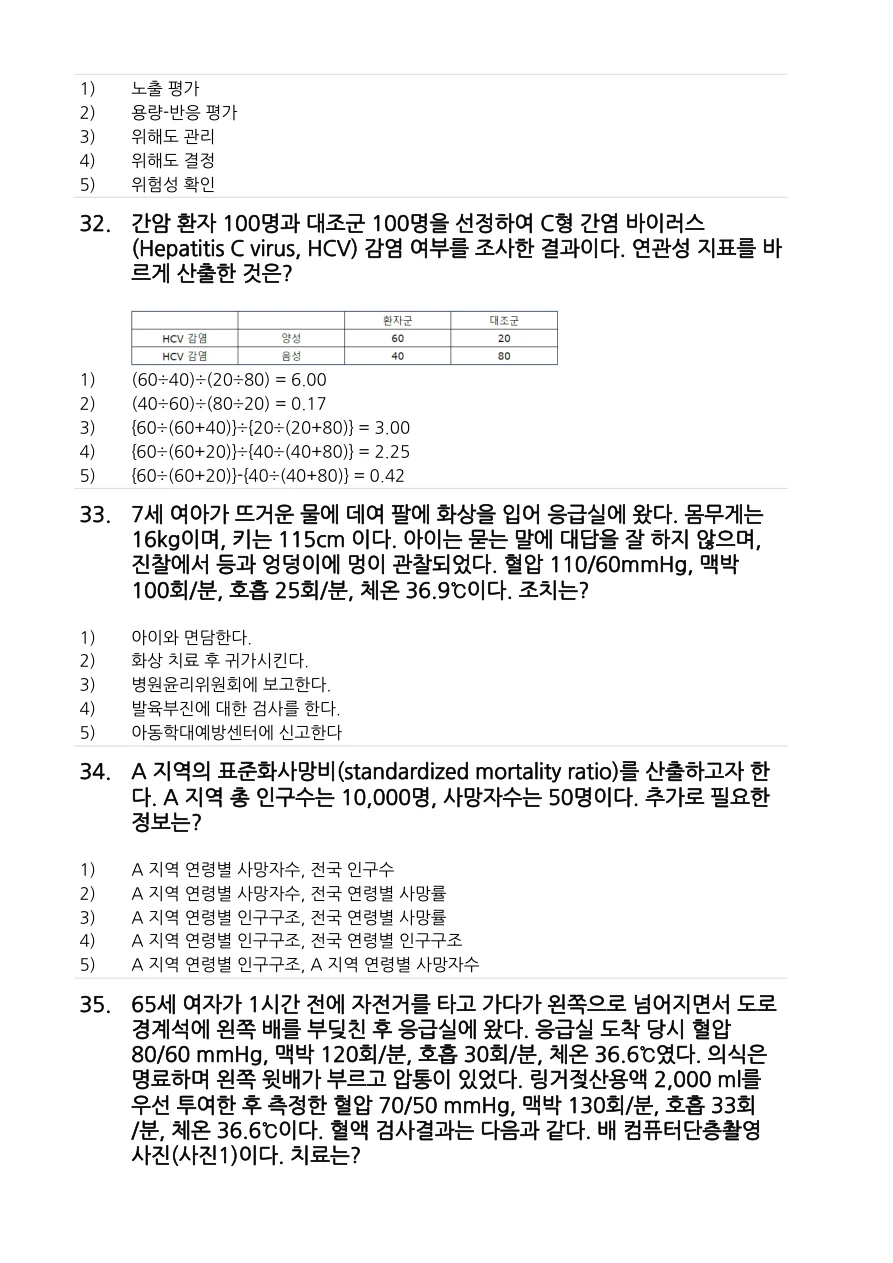 1) 노출 평가
2) 용량-반응 평가
3) 위해도 관리
4) 위해도 결정
5) 위험성 확인
32. 간암 환자 100명과 대조군 100명을 선정하여 C형 간염 바이러스
(Hepatitis C virus, HCV) 감염 여부를 조사한 결과이다. 연관성 지표를 바
르게 산출한 것은?
환자군 대조군
HCV 감염 양성 60 20
HCV 감염 음성 40 80
1) (60÷40)÷(20÷80) = 6.00
2) (40÷60)÷(80÷20) = 0.17
3) {60÷(60+40)}÷{20÷(20+80)} = 3.00
4) {60÷(60+20)}÷{40÷(40+80)} = 2.25
5) {60÷(60+20)}-{40÷(40+80)} = 0.42
33. 7세 여아가 뜨거운 물에 데여 팔에 화상을 입어 응급실에 왔다. 몸무게는
16kg이며, 키는 115cm 이다. 아이는 묻는 말에 대답을 잘 하지 않으며,
진찰에서 등과 엉덩이에 멍이 관찰되었다. 혈압 110/60mmHg, 맥박
100회/분, 호흡 25회/분, 체온 36.9℃이다. 조치는?
1) 아이와 면담한다.
2) 화상 치료 후 귀가시킨다.
3) 병원윤리위원회에 보고한다.
4) 발육부진에 대한 검사를 한다.
5) 아동학대예방센터에 신고한다
34. A 지역의 표준화사망비(standardized mortality ratio)를 산출하고자 한
다. A 지역 총 인구수는 10,000명, 사망자수는 50명이다. 추가로 필요한
정보는?
1) A 지역 연령별 사망자수, 전국 인구수
2) A 지역 연령별 사망자수, 전국 연령별 사망률
3) A 지역 연령별 인구구조, 전국 연령별 사망률
4) A 지역 연령별 인구구조, 전국 연령별 인구구조
5) A 지역 연령별 인구구조, A 지역 연령별 사망자수
35. 65세 여자가 1시간 전에 자전거를 타고 가다가 왼쪽으로 넘어지면서 도로
경계석에 왼쪽 배를 부딪친 후 응급실에 왔다. 응급실 도착 당시 혈압
80/60 mmHg, 맥박 120회/분, 호흡 30회/분, 체온 36.6℃였다. 의식은
명료하며 왼쪽 윗배가 부르고 압통이 있었다. 링거젖산용액 2,000 ml를
우선 투여한 후 측정한 혈압 70/50 mmHg, 맥박 130회/분, 호흡 33회
/분, 체온 36.6℃이다. 혈액 검사결과는 다음과 같다. 배 컴퓨터단층촬영
사진(사진1)이다. 치료는?